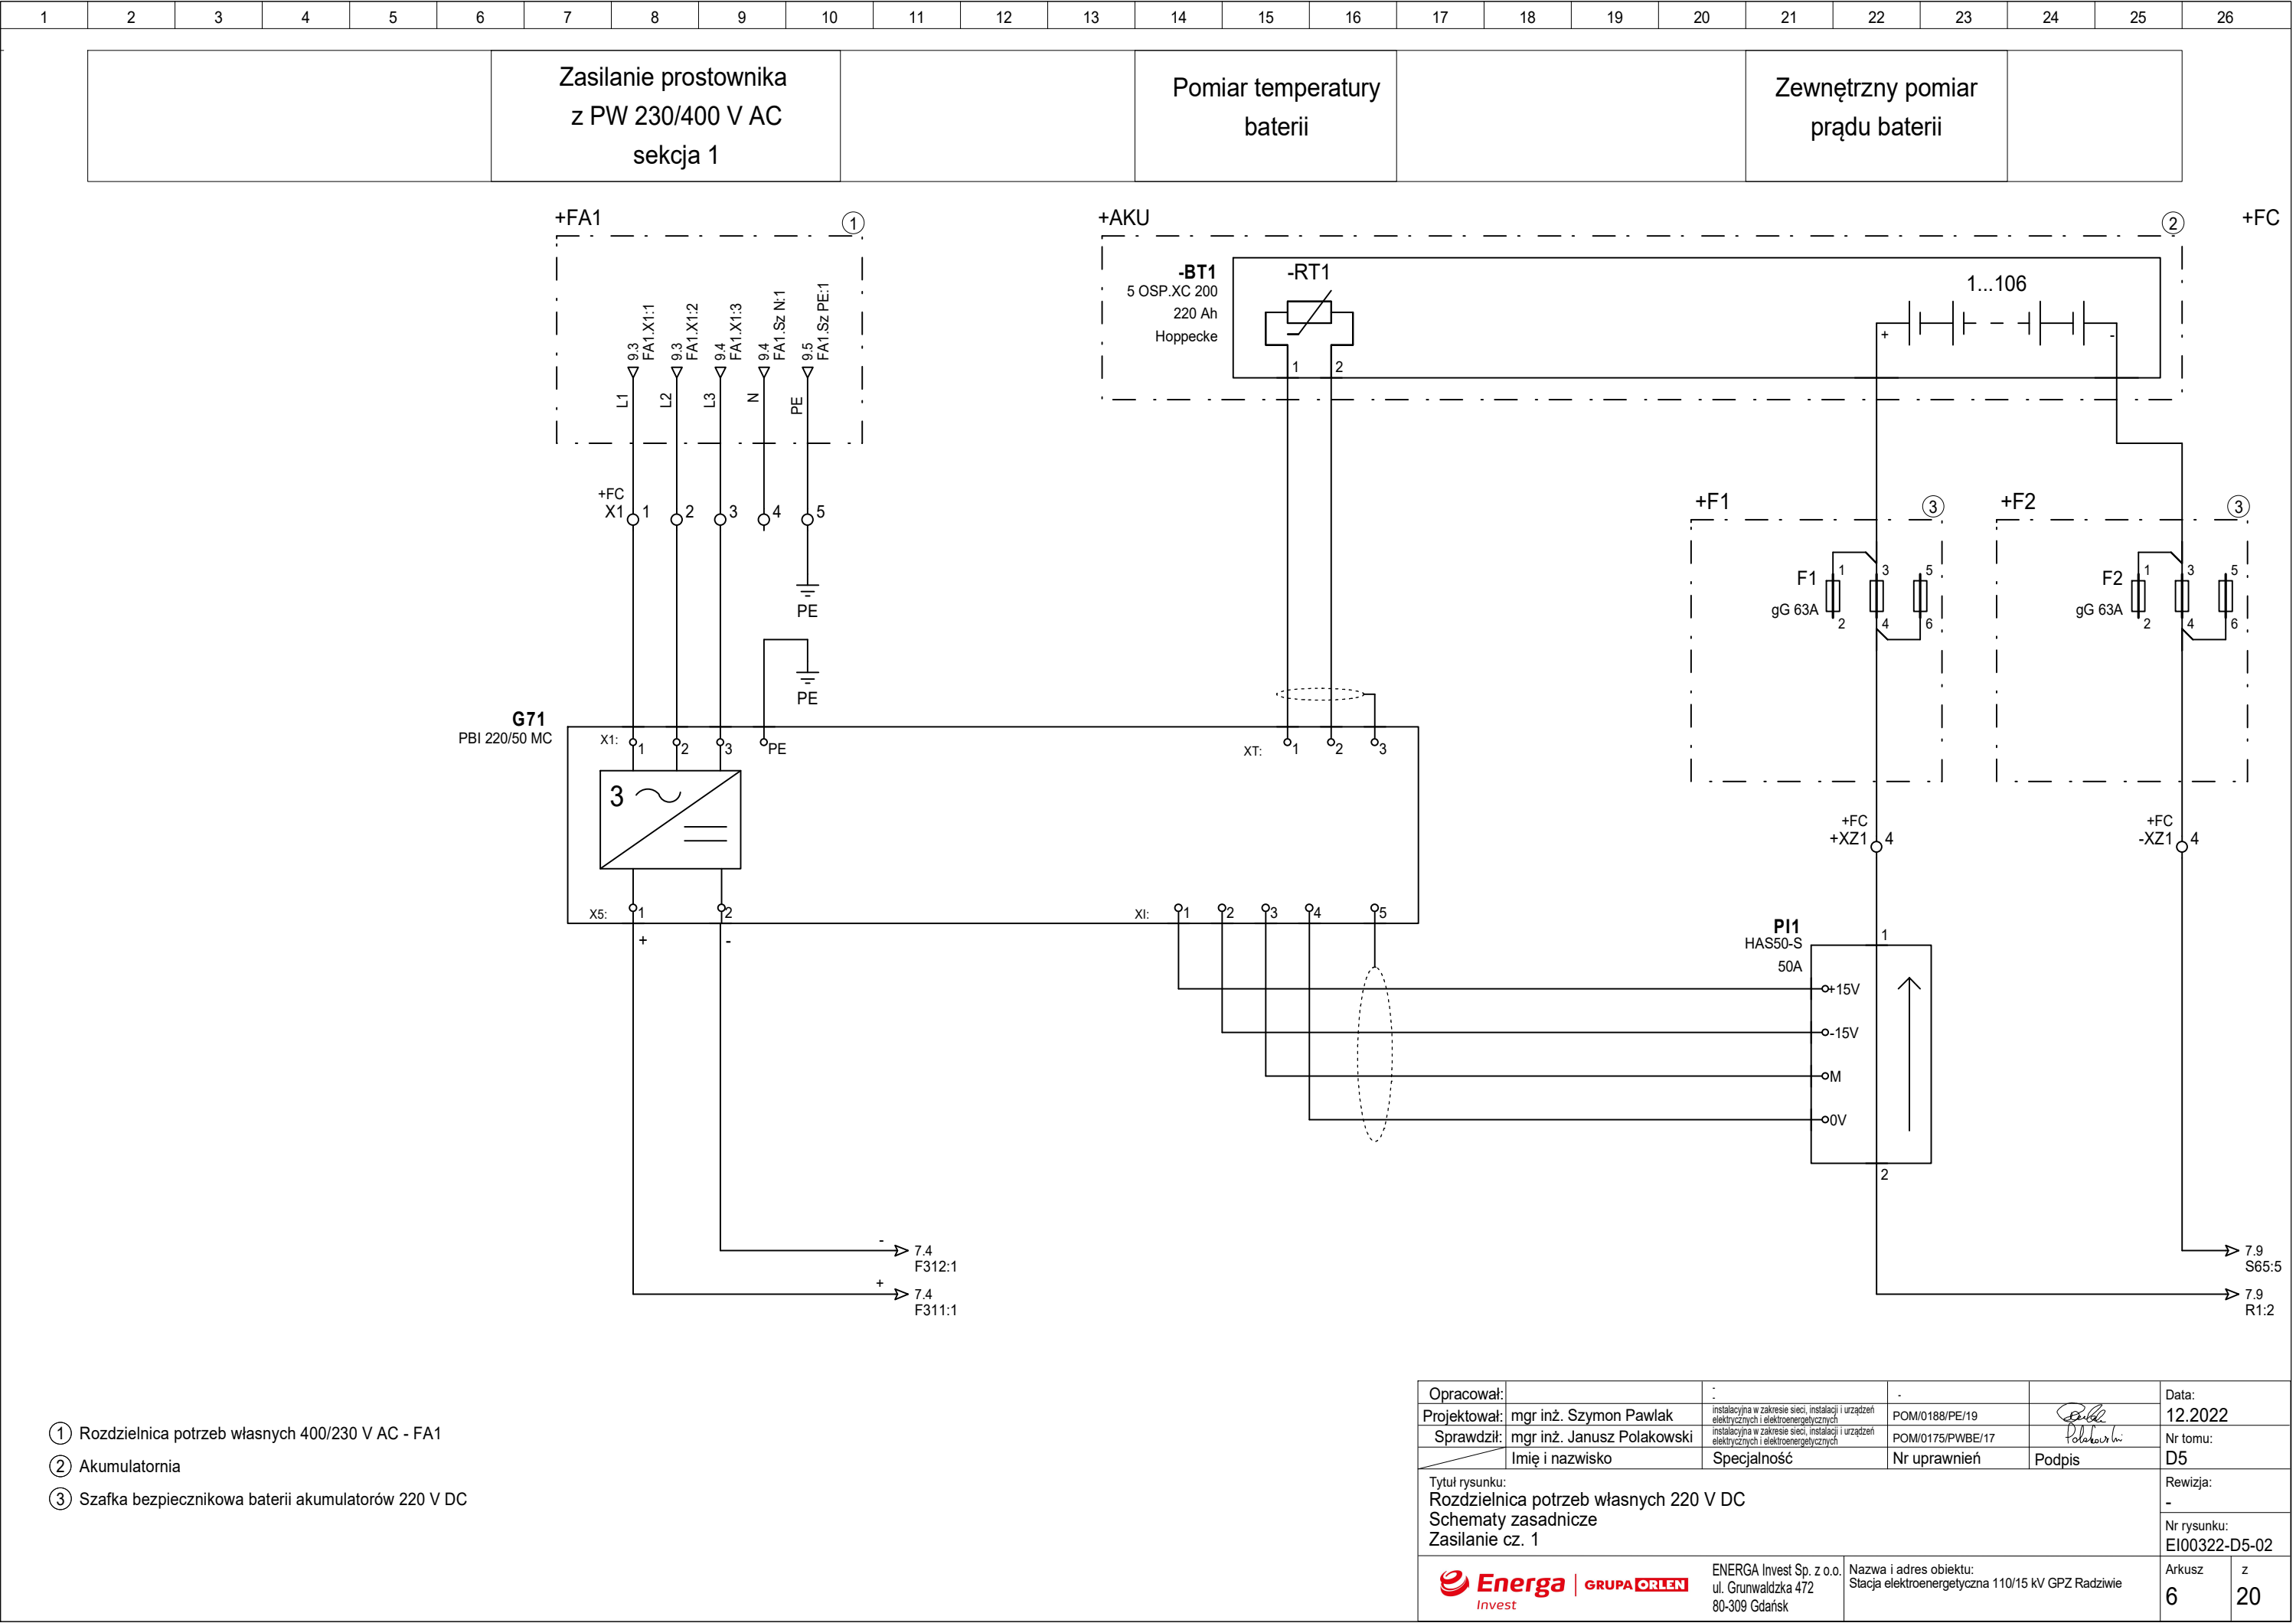 1 2 3 4 5 6 7 8 9 10 11 12 13 14 15 16 17 18 19 20 21 22 23 24 25 26
Zasilanie prostownika
z PW 230/400 V AC
sekcja 1
Pomiar temperatury
baterii
Zewnętrzny pomiar
prądu baterii
+FA1
1
+AKU
2
+FC
9.3
FA1.X1:1
9.3
FA1.X1:2
9.4
FA1.X1:3
9.4
FA1.Sz N:1
9.5
FA1.Sz PE:1
L1
L2
L3
N
PE
-BT1
5 OSP.XC 200
220 Ah
Hoppecke
-RT1
1 2
1...106
+ -
+FC
X1 1 2 3 4 5
PE
PE
+F1
3
F1
gG 63A
1 3 5
2 4 6
+F2
3
F2
gG 63A
1 3 5
2 4 6
G71
PBI 220/50 MC
X1: 1 2 3 PE
XT: 1 2 3
3
X5: 1 2
+ -
XI: 1 2 3 4 5
+FC
+XZ1 4
+FC
-XZ1 4
PI1
HAS50-S
50A
1
+15V
-15V
M
0V
2
- 7.4
F312:1
+ 7.4
F311:1
7.9
S65:5
7.9
R1:2
1 Rozdzielnica potrzeb własnych 400/230 V AC - FA1
2 Akumulatornia
3 Szafka bezpiecznikowa baterii akumulatorów 220 V DC
Opracował: - - -
Projektował: mgr inż. Szymon Pawlak
instalacyjna w zakresie sieci, instalacji i urządzeń
elektrycznych i elektroenergetycznych
POM/0188/PE/19
Sprawdził: mgr inż. Janusz Polakowski
instalacyjna w zakresie sieci, instalacji i urządzeń
elektrycznych i elektroenergetycznych
POM/0175/PWBE/17
Polakowski
Imię i nazwisko Specjalność Nr uprawnień Podpis
Data:
12.2022
Nr tomu:
D5
Tytuł rysunku:
Rozdzielnica potrzeb własnych 220 V DC
Schematy zasadnicze
Zasilanie cz. 1
Rewizja:
-
Nr rysunku:
EI00322-D5-02
Energa
Invest
GRUPA ORLEN
ENERGA Invest Sp. z o.o.
ul. Grunwaldzka 472
80-309 Gdańsk
Nazwa i adres obiektu:
Stacja elektroenergetyczna 110/15 kV GPZ Radziwie
Arkusz z
6 20